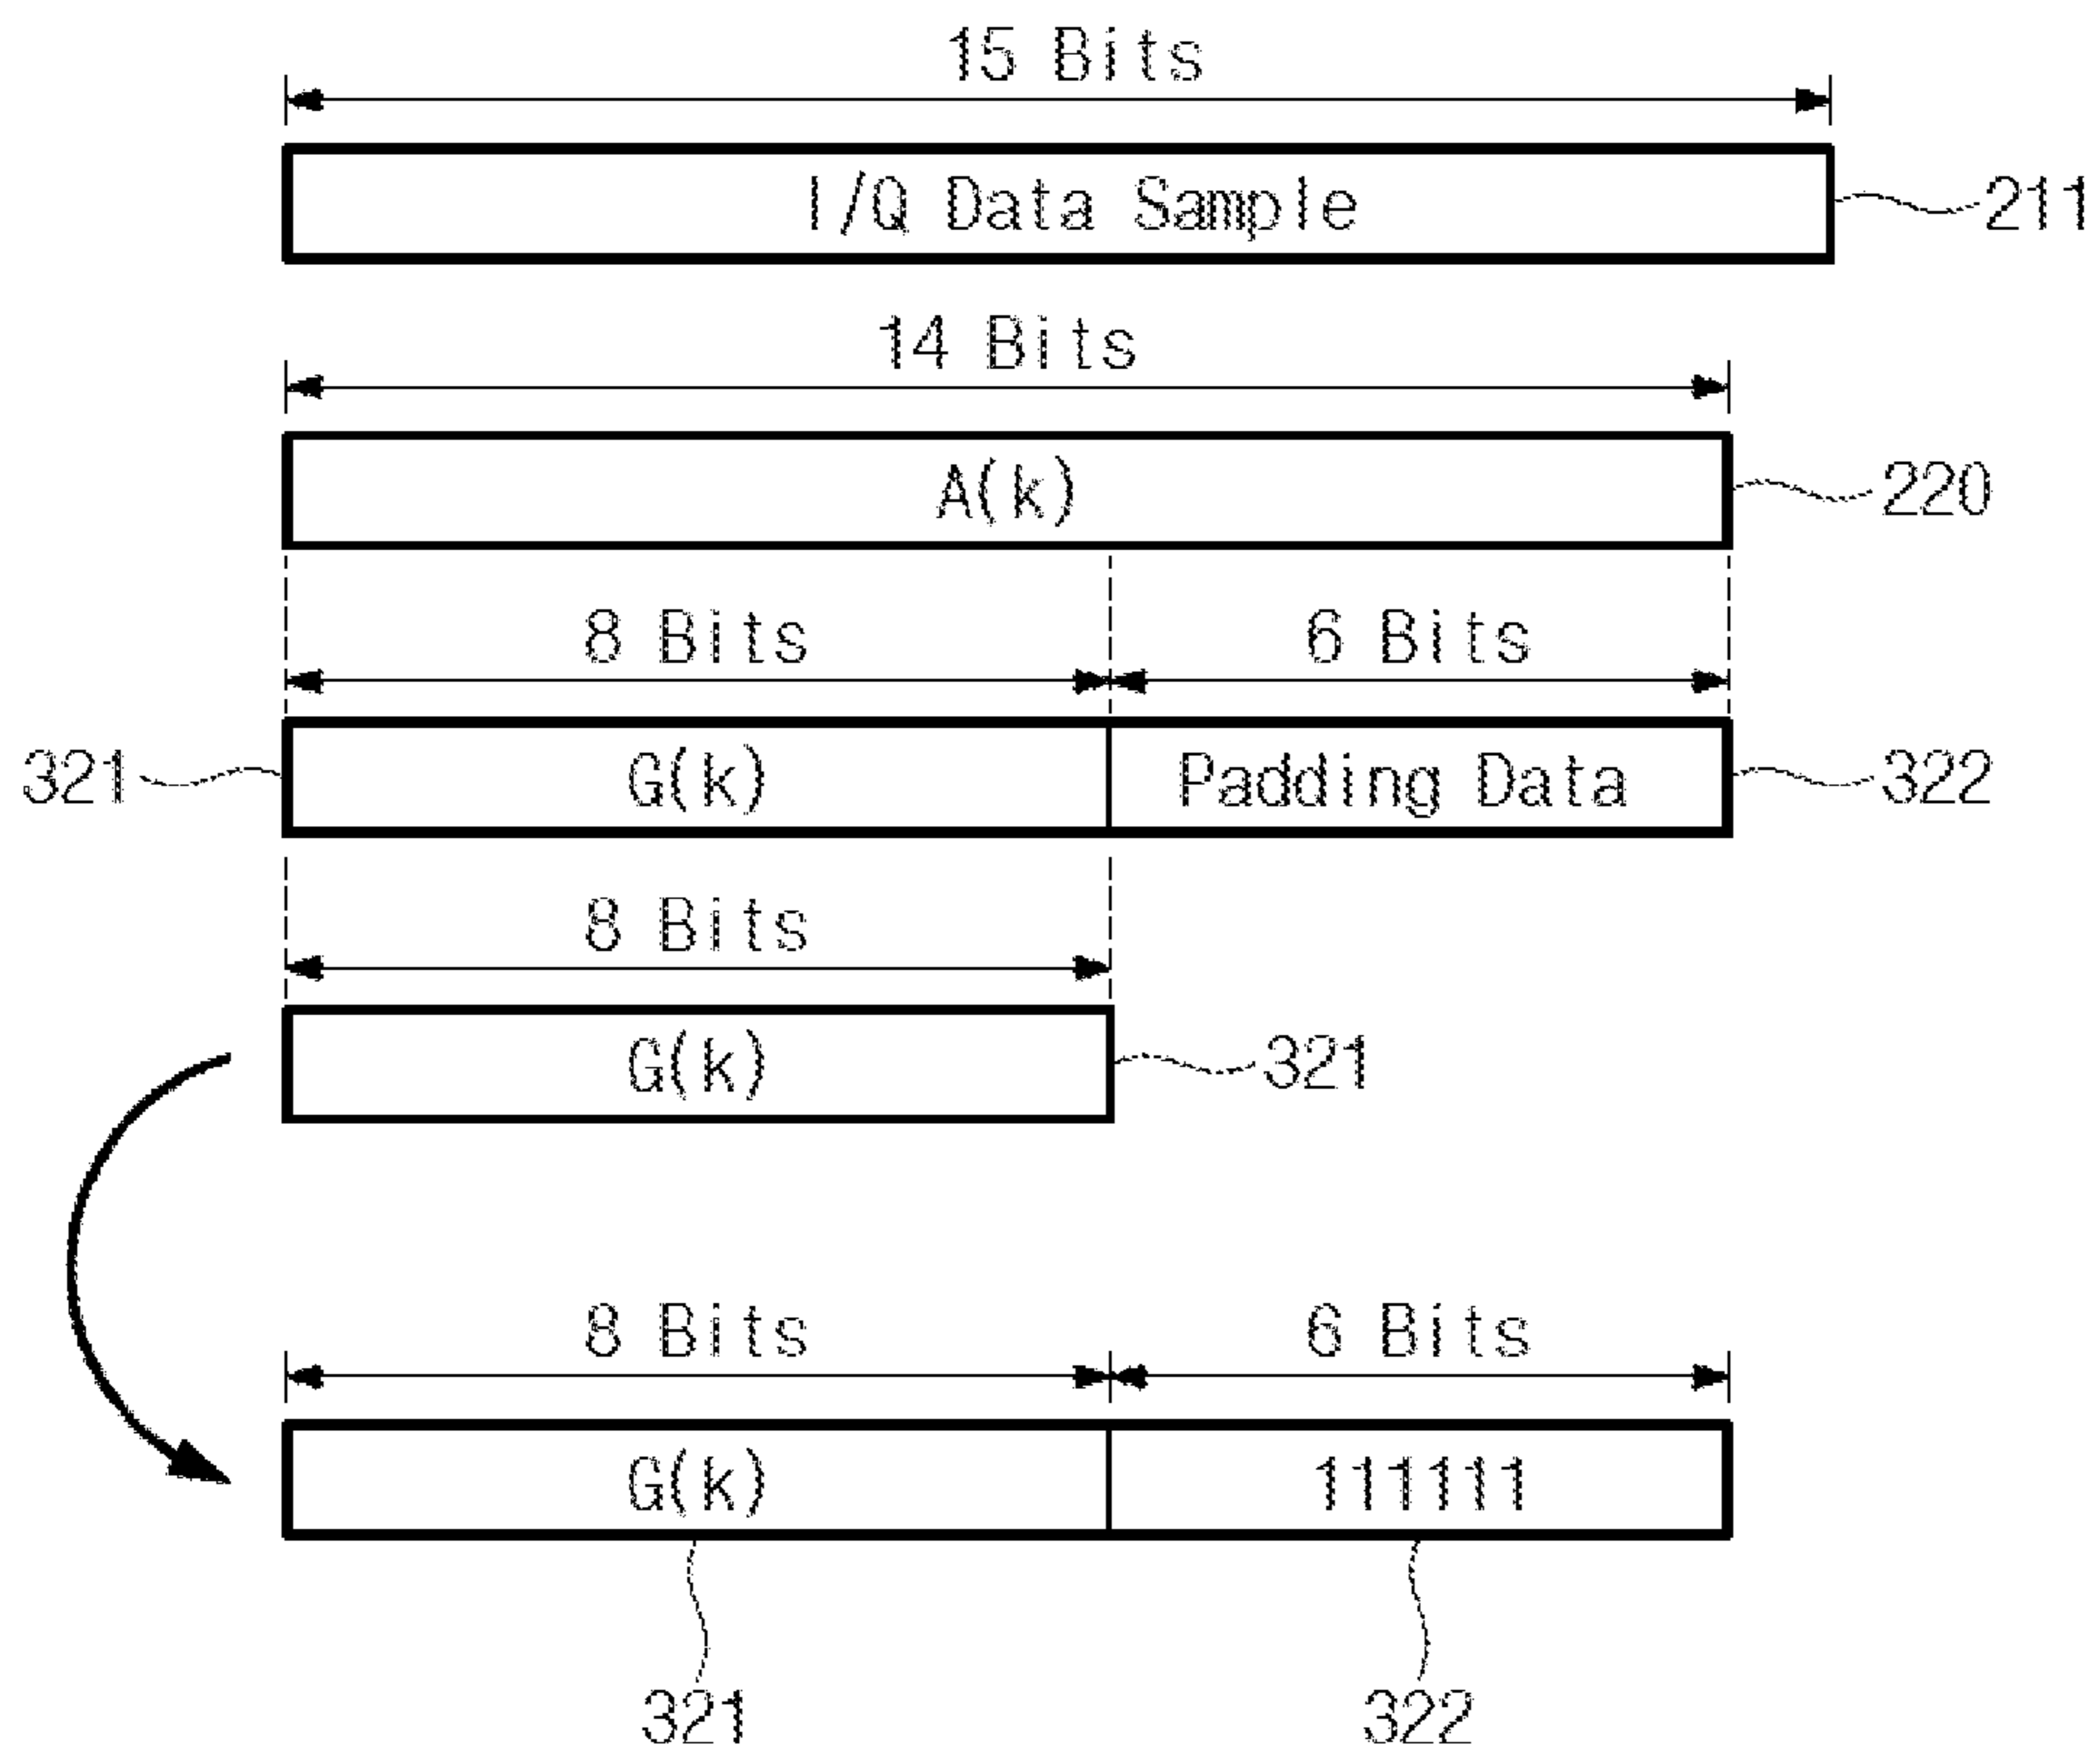 15 Bits
I/Q Data Sample 211
14 Bits
A(k) 220
8 Bits 6 Bits
321 G(k) Padding Data 322
8 Bits
G(k) 321
8 Bits 6 Bits
G(k) 111111
321 322